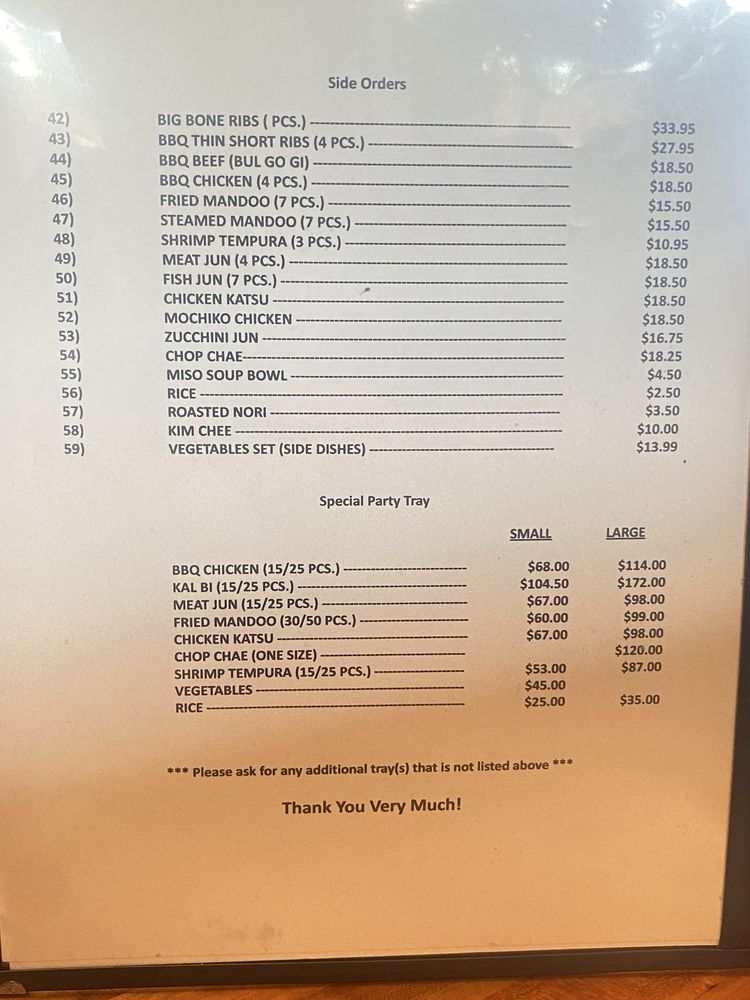 Side Orders
42) BIG BONE RIBS ( PCS.) $33.95
43) BBQ THIN SHORT RIBS (4 PCS.) $27.95
44) BBQ BEEF (BUL GO GI) $18.50
45) BBQ CHICKEN (4 PCS.) $18.50
46) FRIED MANDOO (7 PCS.) $15.50
47) STEAMED MANDOO (7 PCS.) $15.50
48) SHRIMP TEMPURA (3 PCS.) $10.95
49) MEAT JUN (4 PCS.) $18.50
50) FISH JUN (7 PCS.) $18.50
51) CHICKEN KATSU $18.50
52) MOCHIKO CHICKEN $18.50
53) ZUCCHINI JUN $16.75
54) CHOP CHAE $18.25
55) MISO SOUP BOWL $4.50
56) RICE $2.50
57) ROASTED NORI $3.50
58) KIM CHEE $10.00
59) VEGETABLES SET (SIDE DISHES) $13.99
Special Party Tray
SMALL LARGE
BBQ CHICKEN (15/25 PCS.) $68.00 $114.00
KAL BI (15/25 PCS.) $104.50 $172.00
MEAT JUN (15/25 PCS.) $67.00 $98.00
FRIED MANDOO (30/50 PCS.) $60.00 $99.00
CHICKEN KATSU $67.00 $98.00
CHOP CHAE (ONE SIZE) $120.00
SHRIMP TEMPURA (15/25 PCS.) $53.00 $87.00
VEGETABLES $45.00
RICE $25.00 $35.00
*** Please ask for any additional tray(s) that is not listed above ***
Thank You Very Much!